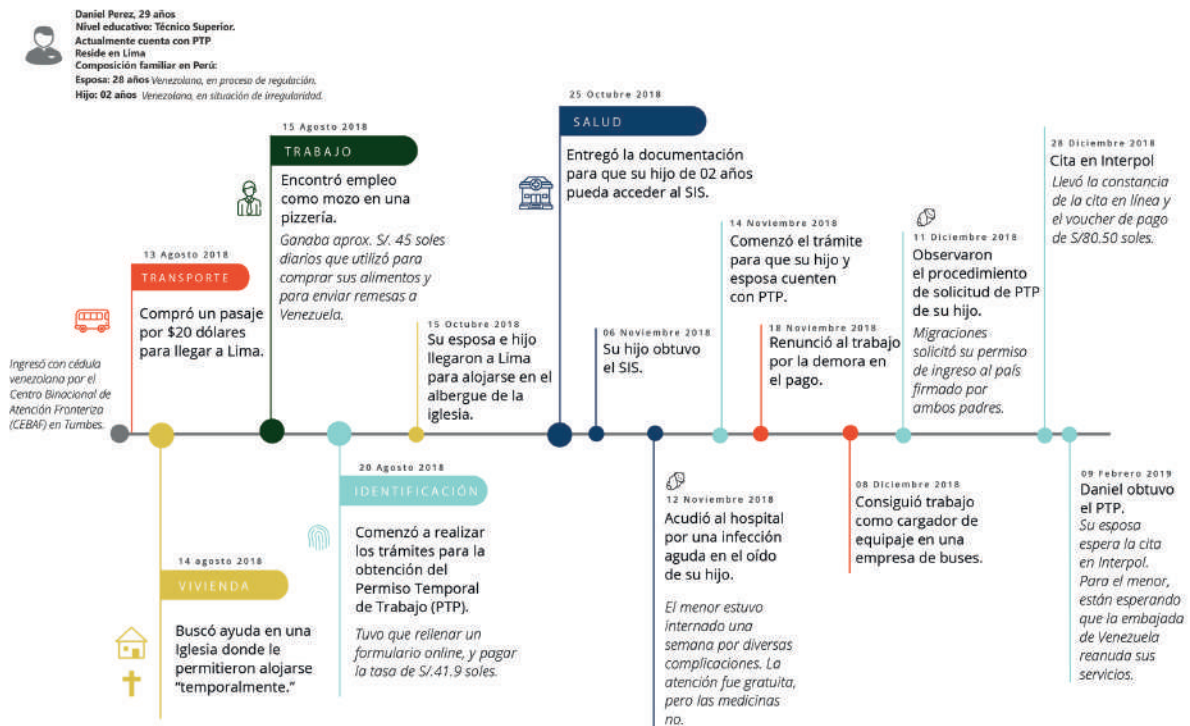 Daniel Perez, 29 años
Nivel educativo: Técnico Superior.
Actualmente cuenta con PTP
Reside en Lima
Composición familiar en Perú:
Esposa: 28 años Venezolana, en proceso de regulación.
Hijo: 02 años Venezolano, en situación de irregularidad.
Ingresó con cédula
venezolana por el
Centro Binacional de
Atención Fronteriza
(CEBAF) en Tumbes.
13 Agosto 2018
TRANSPORTE
Compró un pasaje
por $20 dólares
para llegar a Lima.
14 agosto 2018
VIVIENDA
Buscó ayuda en una
Iglesia donde le
permitieron alojarse
“temporalmente.”
15 Agosto 2018
TRABAJO
Encontró empleo
como mozo en una
pizzería.
Ganaba aprox. S/. 45 soles
diarios que utilizó para
comprar sus alimentos y
para enviar remesas a
Venezuela.
20 Agosto 2018
IDENTIFICACIÓN
Comenzó a realizar
los trámites para la
obtención del
Permiso Temporal
de Trabajo (PTP).
Tuvo que rellenar un
formulario online, y pagar
la tasa de S/.41.9 soles.
15 Octubre 2018
Su esposa e hijo
llegaron a Lima
para alojarse en el
albergue de la
iglesia.
25 Octubre 2018
SALUD
Entregó la documentación
para que su hijo de 02 años
pueda acceder al SIS.
06 Noviembre 2018
Su hijo obtuvo
el SIS.
12 Noviembre 2018
Acudió al hospital
por una infección
aguda en el oído
de su hijo.
El menor estuvo
internado una
semana por diversas
complicaciones. La
atención fue gratuita,
pero las medicinas
no.
14 Noviembre 2018
Comenzó el trámite
para que su hijo y
esposa cuenten
con PTP.
18 Noviembre 2018
Renunció al trabajo
por la demora en
el pago.
08 Diciembre 2018
Consiguió trabajo
como cargador de
equipaje en una
empresa de buses.
11 Diciembre 2018
Observaron
el procedimiento
de solicitud de PTP
de su hijo.
Migraciones
solicitó su permiso
de ingreso al país
firmado por
ambos padres.
28 Diciembre 2018
Cita en Interpol
Llevó la constancia
de la cita en línea y
el voucher de pago
de S/80.50 soles.
09 Febrero 2019
Daniel obtuvo
el PTP.
Su esposa
espera la cita
en Interpol.
Para el menor,
están esperando
que la embajada
de Venezuela
reanuda sus
servicios.